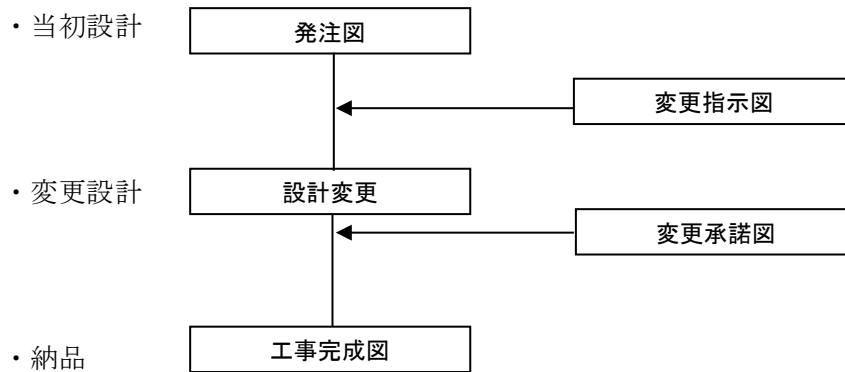 ・当初設計
発注図
変更指示図
・変更設計
設計変更
変更承諾図
・納品
工事完成図